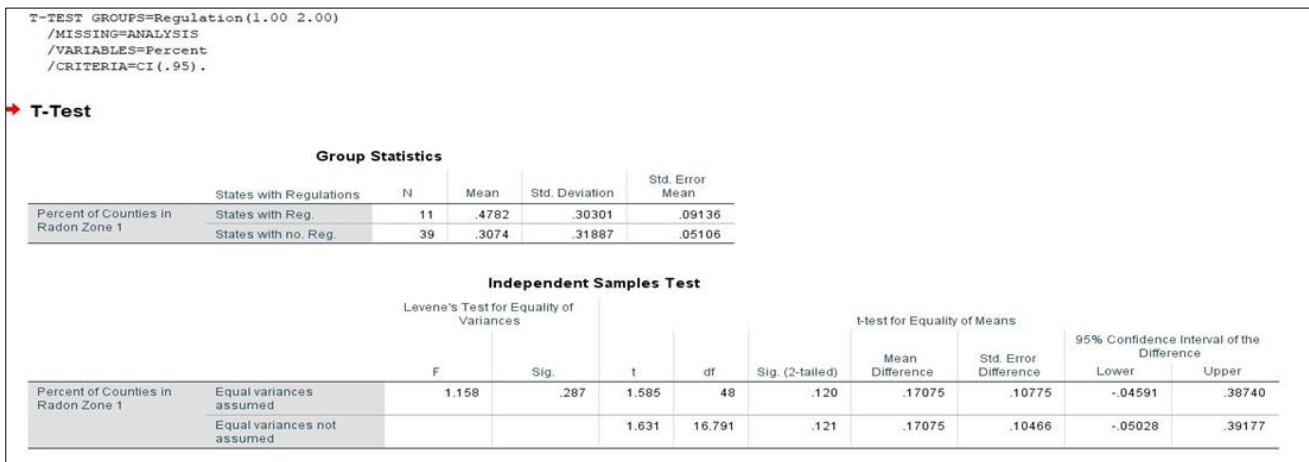 T-TEST GROUPS=Regulation(1.00 2.00)
/MISSING=ANALYSIS
/VARIABLES=Percent
/CRITERIA=CI(.95).
T-Test
Group Statistics
States with Regulations N Mean Std. Deviation Std. Error Mean
Percent of Counties in Radon Zone 1 States with Reg. 11 .4782 .30301 .09136
States with no. Reg. 39 .3074 .31887 .05106
Independent Samples Test
Levene's Test for Equality of Variances t-test for Equality of Means
95% Confidence Interval of the Difference
F Sig. t df Sig. (2-tailed) Mean Difference Std. Error Difference Lower Upper
Percent of Counties in Radon Zone 1 Equal variances assumed 1.158 .287 1.585 48 .120 .17075 .10775 -.04591 .38740
Equal variances not assumed 1.631 16.791 .121 .17075 .10466 -.05028 .39177